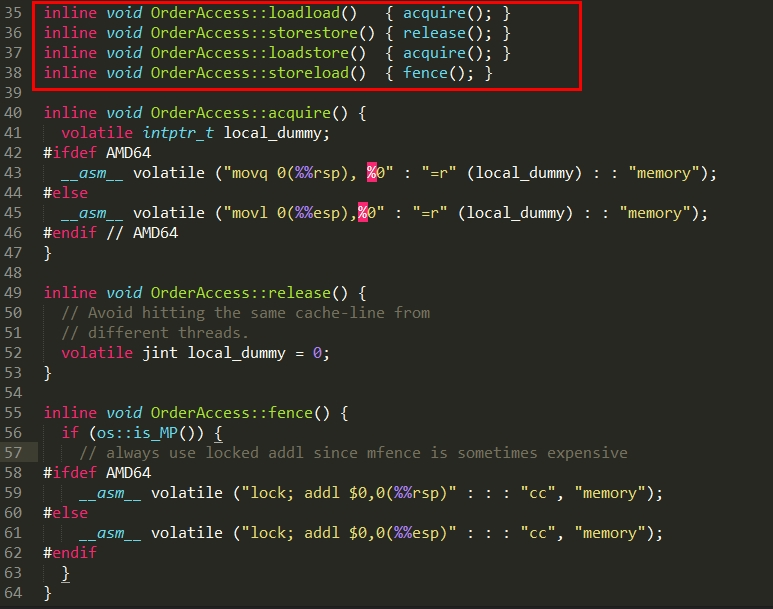 35 inline void OrderAccess::loadload()   { acquire(); }
36 inline void OrderAccess::storestore() { release(); }
37 inline void OrderAccess::loadstore()  { acquire(); }
38 inline void OrderAccess::storeload()  { fence(); }
39
40 inline void OrderAccess::acquire() {
41   volatile intptr_t local_dummy;
42 #ifdef AMD64
43   __asm__ volatile ("movq 0(%%rsp), %0" : "=r" (local_dummy) : : "memory");
44 #else
45   __asm__ volatile ("movl 0(%%esp),%0" : "=r" (local_dummy) : : "memory");
46 #endif // AMD64
47 }
48
49 inline void OrderAccess::release() {
50   // Avoid hitting the same cache-line from
51   // different threads.
52   volatile jint local_dummy = 0;
53 }
54
55 inline void OrderAccess::fence() {
56   if (os::is_MP()) {
57     // always use locked addl since mfence is sometimes expensive
58 #ifdef AMD64
59     __asm__ volatile ("lock; addl $0,0(%%rsp)" : : : "cc", "memory");
60 #else
61     __asm__ volatile ("lock; addl $0,0(%%esp)" : : : "cc", "memory");
62 #endif
63   }
64 }